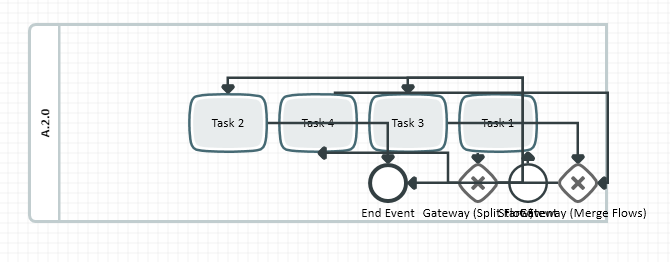 A.2.0
Task 2
Task 4
Task 3
Task 1
End Event
Gateway (Split Flows)
Start Event
Gateway (Merge Flows)